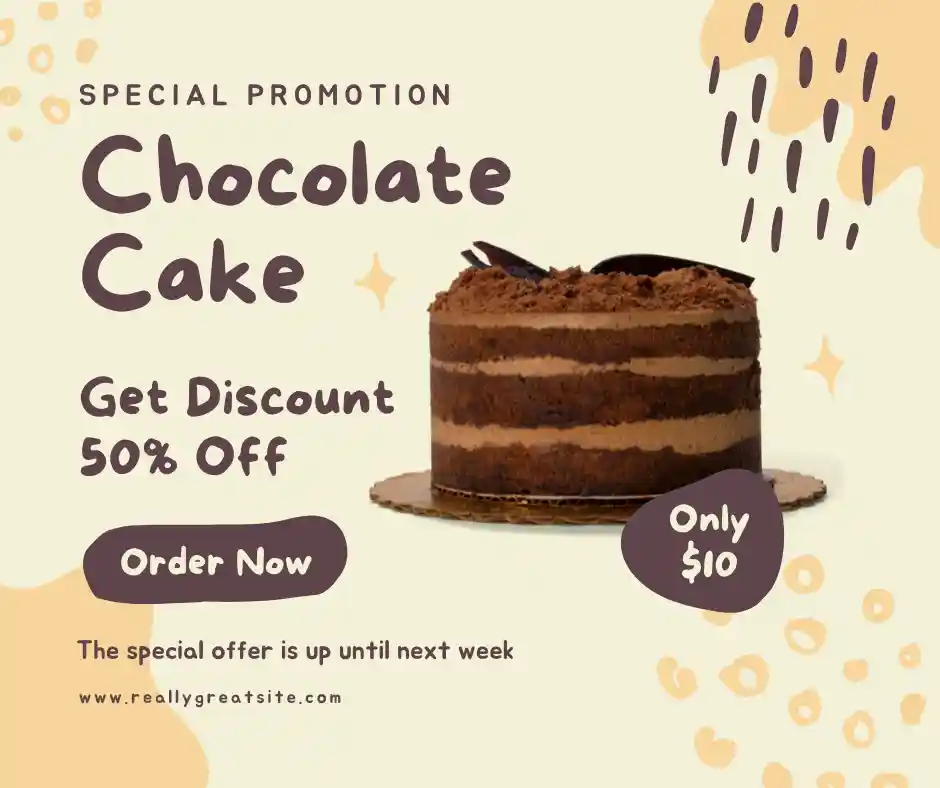 SPECIAL PROMOTION
Chocolate
Cake
Get Discount
50% Off
Order Now
Only
$10
The special offer is up until next week
www.reallygreatsite.com